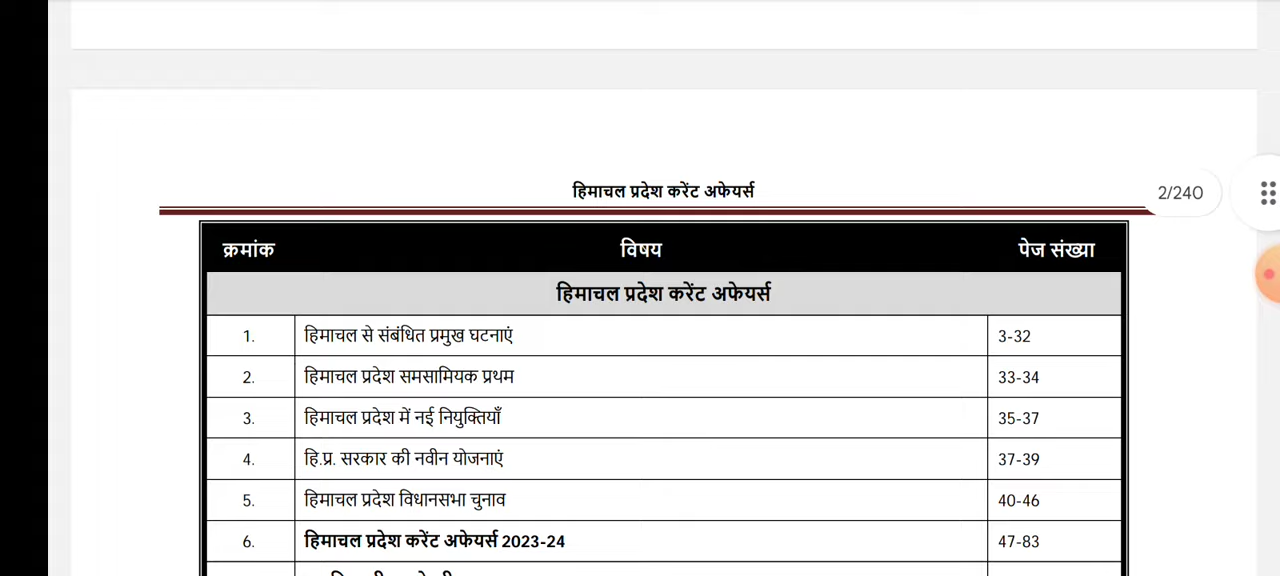 हिमाचल प्रदेश करेंट अफेयर्स
2/240
क्रमांक विषय पेज संख्या
हिमाचल प्रदेश करेंट अफेयर्स
1. हिमाचल से संबंधित प्रमुख घटनाएं 3-32
2. हिमाचल प्रदेश समसामियक प्रथम 33-34
3. हिमाचल प्रदेश में नई नियुक्तियाँ 35-37
4. हि.प्र. सरकार की नवीन योजनाएं 37-39
5. हिमाचल प्रदेश विधानसभा चुनाव 40-46
6. हिमाचल प्रदेश करेंट अफेयर्स 2023-24 47-83